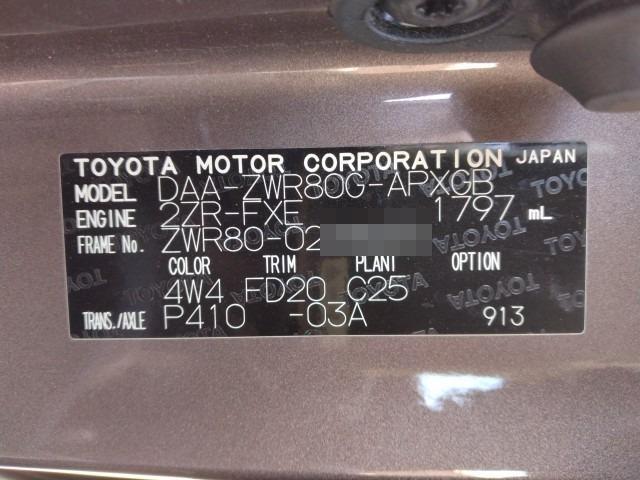 TOYOTA MOTOR CORPORATION JAPAN
MODEL DAA-ZWR80G-APXGB
ENGINE 2ZR-FXE 1797 mL
FRAME No. ZWR80-02
COLOR TRIM PLANT OPTION
4W4 FD20 C25
TRANS./AXLE P410 -03A 913